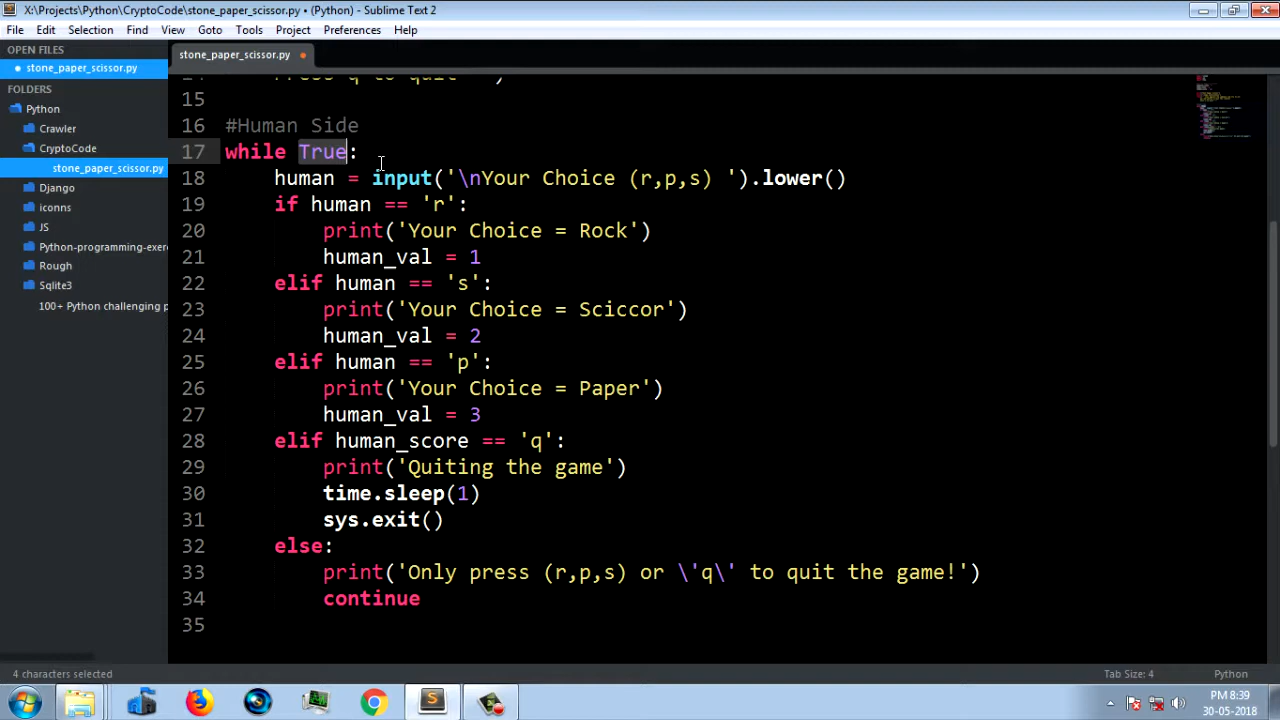 X:\Projects\Python\CryptoCode\stone_paper_scissor.py • (Python) - Sublime Text 2
File Edit Selection Find View Goto Tools Project Preferences Help
OPEN FILES
stone_paper_scissor.py
FOLDERS
Python
Crawler
CryptoCode
stone_paper_scissor.py
Django
iconns
JS
Python-programming-exer
Rough
Sqlite3
100+ Python challenging p
stone_paper_scissor.py
14 Press q to quit ''')
15
16 #Human Side
17 while True:
18 human = input('\nYour Choice (r,p,s) ').lower()
19 if human == 'r':
20 print('Your Choice = Rock')
21 human_val = 1
22 elif human == 's':
23 print('Your Choice = Sciccor')
24 human_val = 2
25 elif human == 'p':
26 print('Your Choice = Paper')
27 human_val = 3
28 elif human_score == 'q':
29 print('Quiting the game')
30 time.sleep(1)
31 sys.exit()
32 else:
33 print('Only press (r,p,s) or \'q\' to quit the game!')
34 continue
35
4 characters selected
Tab Size: 4
Python
PM 8:39
30-05-2018